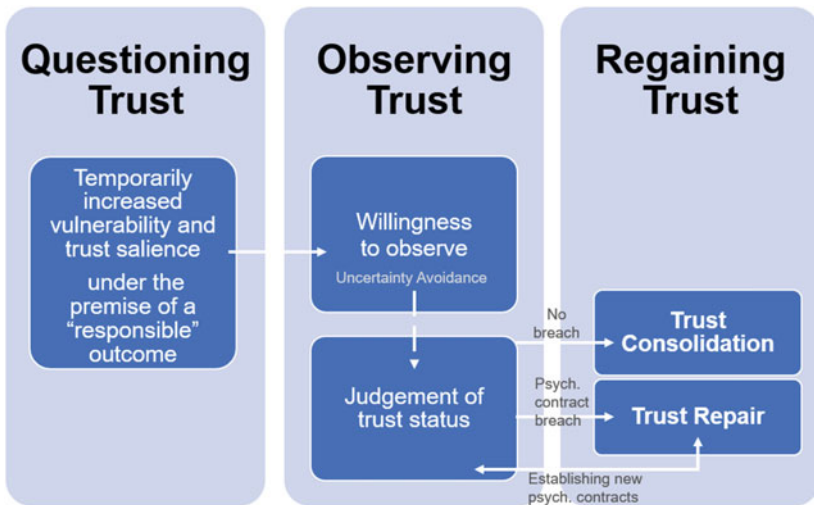 Questioning
Trust
Temporarily
increased
vulnerability and
trust salience
under the
premise of a
“responsible”
outcome
Observing
Trust
Willingness
to observe
Uncertainty Avoidance
Judgement of
trust status
No
breach
Psych.
contract
breach
Establishing new
psych. contracts
Regaining
Trust
Trust
Consolidation
Trust Repair